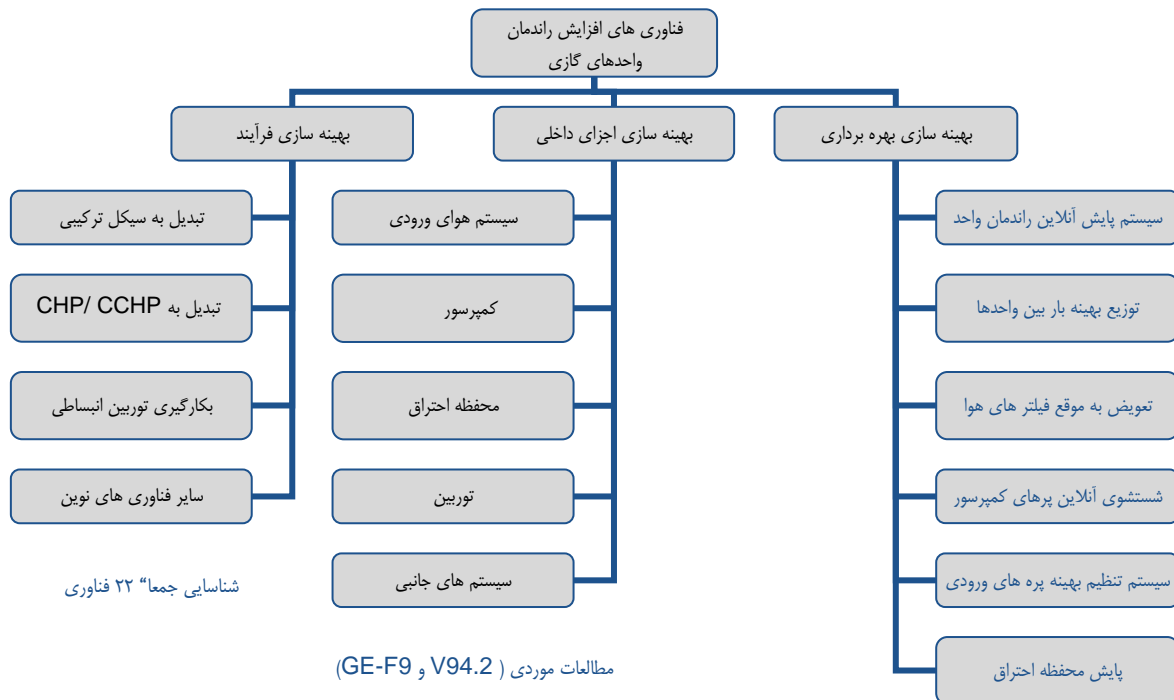 فناوری های افزایش راندمان
واحدهای گازی
بهینه سازی بهره برداری
بهینه سازی اجزای داخلی
بهینه سازی فرآیند
سیستم پایش آنلاین راندمان واحد
توزیع بهینه بار بین واحدها
تعویض به موقع فیلتر های هوا
شستشوی آنلاین پرهای کمپرسور
سیستم تنظیم بهینه پره های ورودی
پایش محفظه احتراق
سیستم هوای ورودی
کمپرسور
محفظه احتراق
توربین
سیستم های جانبی
تبدیل به سیکل ترکیبی
تبدیل به CHP/ CCHP
بکارگیری توربین انبساطی
سایر فناوری های نوین
شناسایی جمعا“ ۲۲ فناوری
مطالعات موردی ( V94.2 و GE-F9)